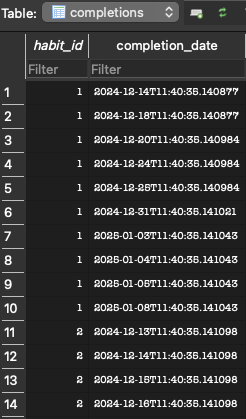 Table: completions
habit_id completion_date
Filter Filter
1 1 2024-12-14T11:40:35.140877
2 1 2024-12-18T11:40:35.140877
3 1 2024-12-20T11:40:35.140984
4 1 2024-12-24T11:40:35.140984
5 1 2024-12-25T11:40:35.140984
6 1 2024-12-31T11:40:35.141021
7 1 2025-01-03T11:40:35.141043
8 1 2025-01-04T11:40:35.141043
9 1 2025-01-05T11:40:35.141043
10 1 2025-01-08T11:40:35.141043
11 2 2024-12-13T11:40:35.141098
12 2 2024-12-14T11:40:35.141098
13 2 2024-12-15T11:40:35.141098
14 2 2024-12-16T11:40:35.141098